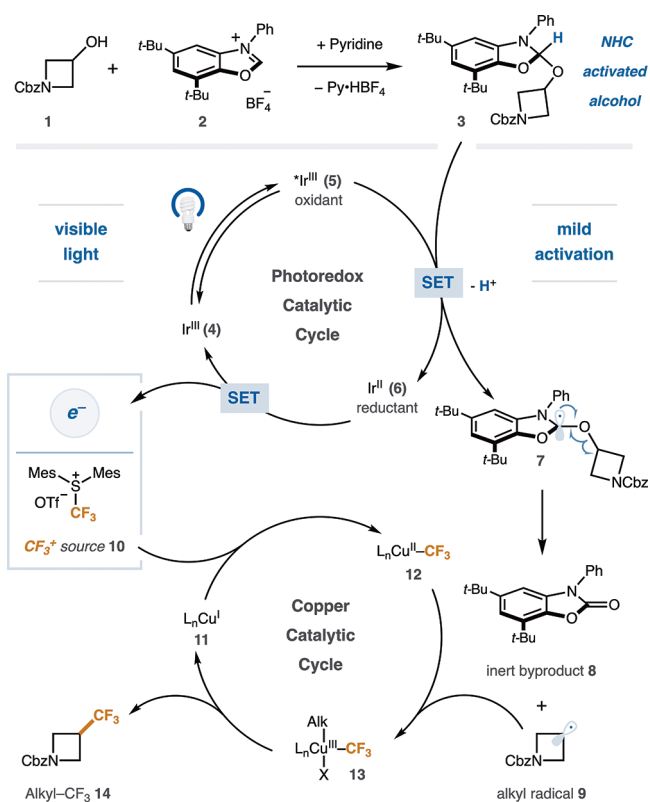 OH
CbzN
1
+
t-Bu
Ph
N
+
O
t-Bu
BF4−
2
+ Pyridine
− Py•HBF4
t-Bu
Ph
N
H
O
O
t-Bu
CbzN
3
NHC
activated
alcohol
visible
light
*IrIII (5)
oxidant
mild
activation
Photoredox
Catalytic
Cycle
SET
- H+
IrIII (4)
IrII (6)
reductant
SET
e−
Mes
S+
Mes
OTf−
CF3
CF3+ source 10
t-Bu
Ph
N
O
O
t-Bu
NCbz
7
LnCuII–CF3
12
LnCuI
11
Copper
Catalytic
Cycle
t-Bu
Ph
N
O
O
t-Bu
inert byproduct 8
+
CbzN
alkyl radical 9
Alk
LnCuIII–CF3
X
13
CF3
CbzN
Alkyl–CF3 14